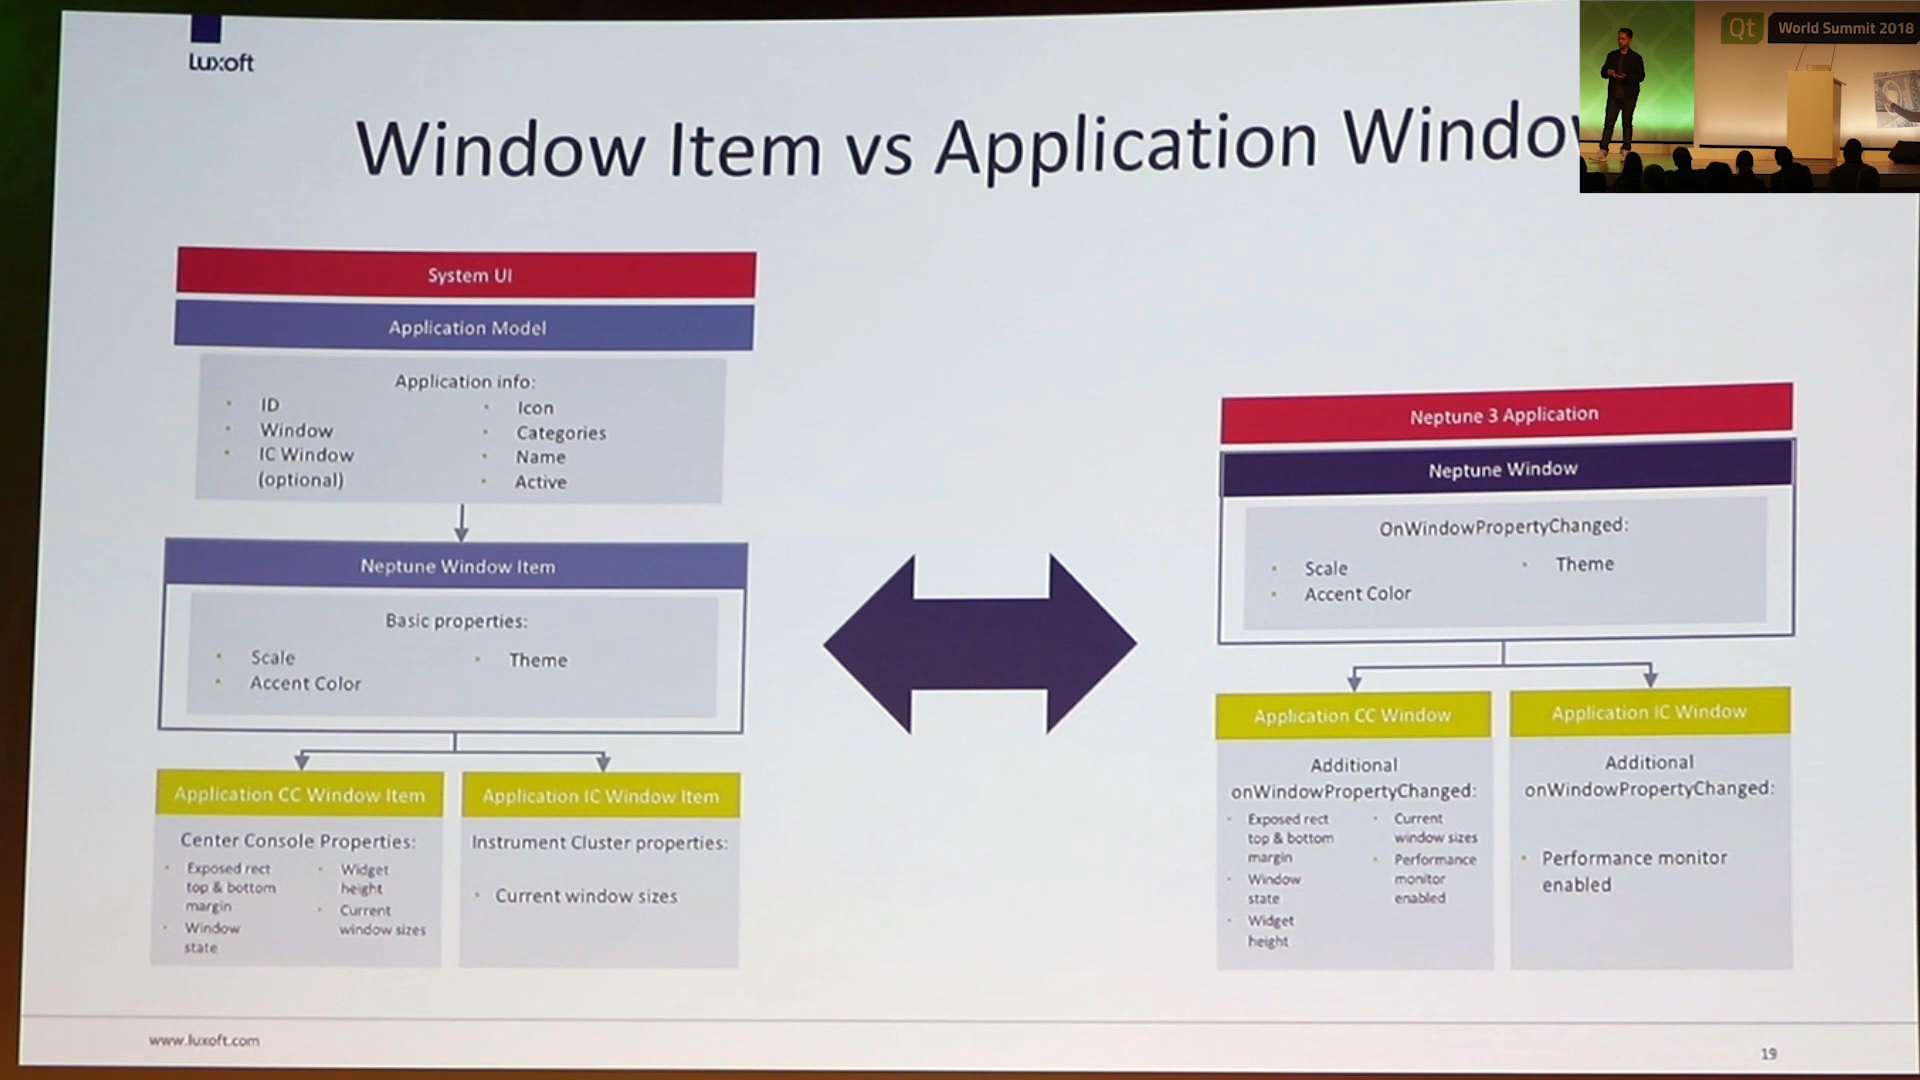 Luxoft
Qt World Summit 2018
Window Item vs Application Windo
System UI
Application Model
Application info:
• ID
• Window
• IC Window
(optional)
• Icon
• Categories
• Name
• Active
Neptune Window Item
Basic properties:
• Scale
• Accent Color
• Theme
Application CC Window Item
Center Console Properties:
• Exposed rect
top & bottom
margin
• Window
state
• Widget
height
• Current
window sizes
Application IC Window Item
Instrument Cluster properties:
• Current window sizes
Neptune 3 Application
Neptune Window
OnWindowPropertyChanged:
• Scale
• Accent Color
• Theme
Application CC Window
Additional
onWindowPropertyChanged:
• Exposed rect
top & bottom
margin
• Window
state
• Widget
height
• Current
window sizes
• Performance
monitor
enabled
Application IC Window
Additional
onWindowPropertyChanged:
• Performance monitor
enabled
www.luxoft.com
19